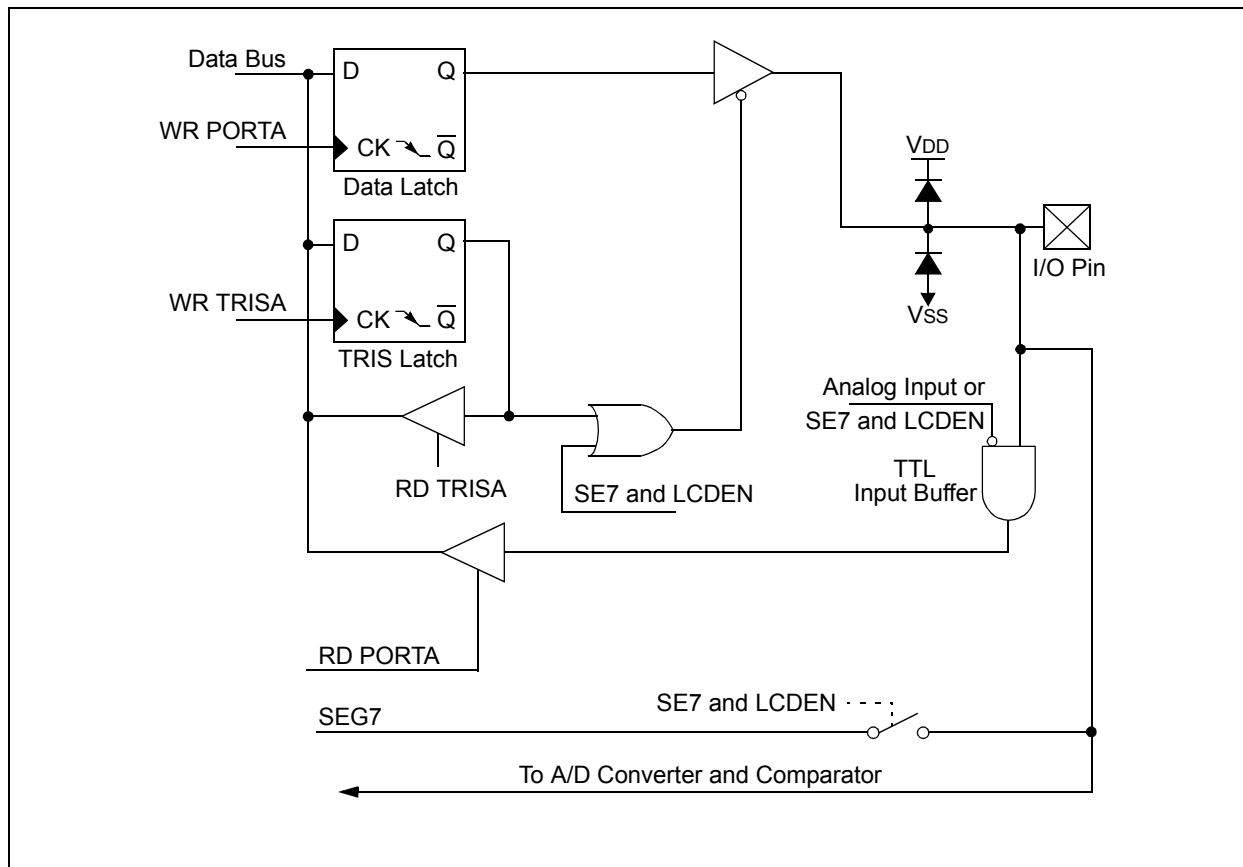 Data Bus
D
Q
WR PORTA
CK
Q̅
Data Latch
VDD
D
Q
I/O Pin
WR TRISA
CK
Q̅
VSS
TRIS Latch
Analog Input or
SE7 and LCDEN
TTL
Input Buffer
RD TRISA
SE7 and LCDEN
RD PORTA
SE7 and LCDEN
SEG7
To A/D Converter and Comparator